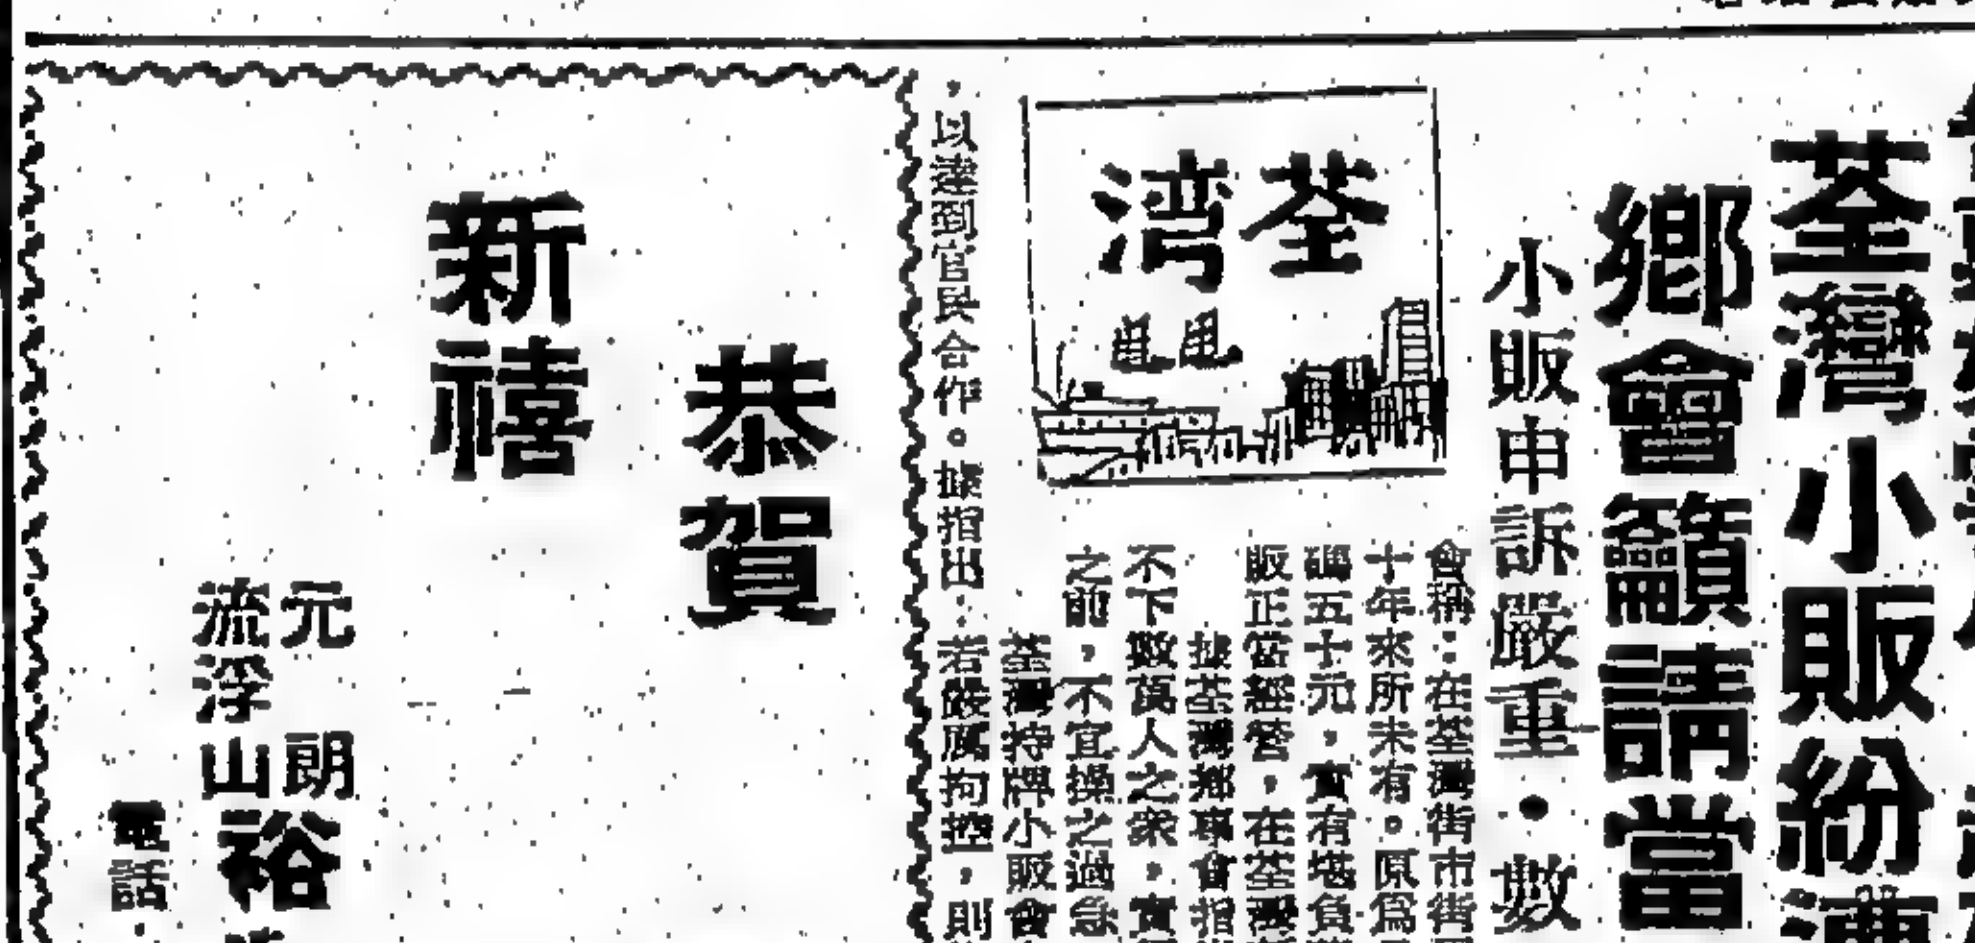 荃灣小販紛遭
鄉會籲請當
小販申訴嚴重・數
荃湾
會稱：在荃灣街市街
十年來所未有。原為
碼五十元，實有堪負
販正當經營，在荃灣
據荃灣鄉事會指
不下數萬人之衆，實
之前，不宜操之過急
荃灣持牌小販會
，以達到官民合作。據指出：若嚴厲拘控，則
恭賀
新禧
元朗
流浮山
裕
電話・